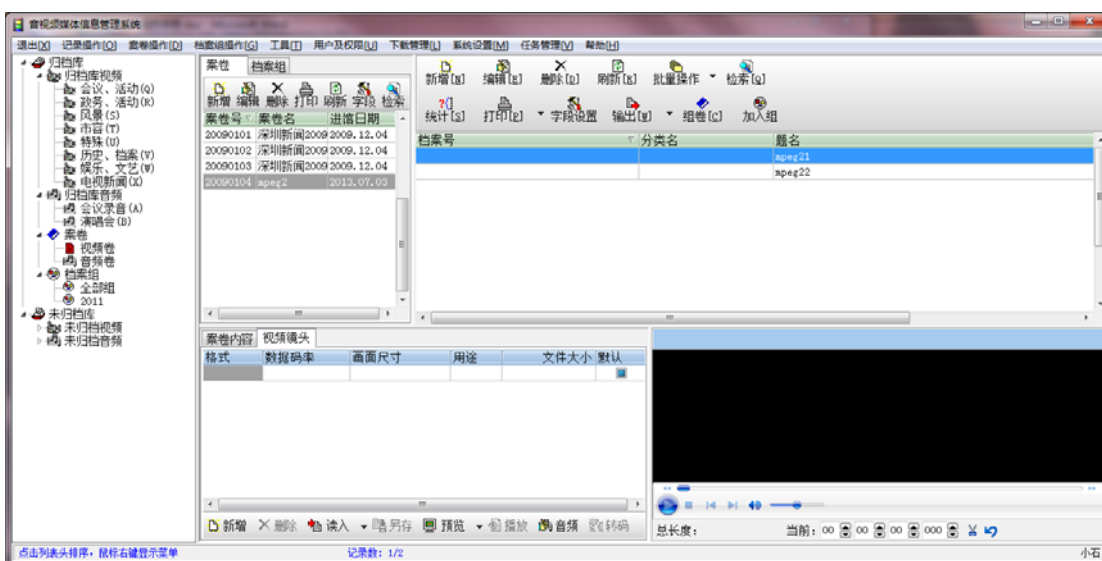 音视频媒体信息管理系统
退出[X] 记录操作[O] 案卷操作[D] 档案组操作[G] 工具[T] 用户及权限[U] 下载管理[L] 系统设置[M] 任务管理[V] 帮助[H]
归档库
归档库视频
会议、活动(Q)
政务、活动(R)
风景(S)
市容(T)
特殊(U)
历史、档案(V)
娱乐、文艺(W)
电视新闻(X)
归档库音频
会议录音(A)
演唱会(B)
案卷
视频卷
音频卷
档案组
全部组
2011
未归档库
未归档视频
未归档音频
案卷 档案组
新增 编辑 删除 打印 刷新 字段 检索
案卷号 案卷名 进馆日期
20090101 深圳新闻2009 2009.12.04
20090102 深圳新闻2009 2009.12.04
20090103 深圳新闻2009 2009.12.04
20090104 mpeg2 2013.07.03
新增[N] 编辑[E] 删除[D] 刷新[R] 批量操作 检索[Q]
统计[S] 打印[P] 字段设置 输出[W] 组卷[C] 加入组
档案号 分类名 题名
mpeg21
mpeg22
案卷内容 视频镜头
格式 数据码率 画面尺寸 用途 文件大小 默认
新增 删除 读入 另存 预览 播放 音频 转码
总长度: 当前: 00 00 00 000
点击列表头排序，鼠标右键显示菜单 记录数: 1/2 小石